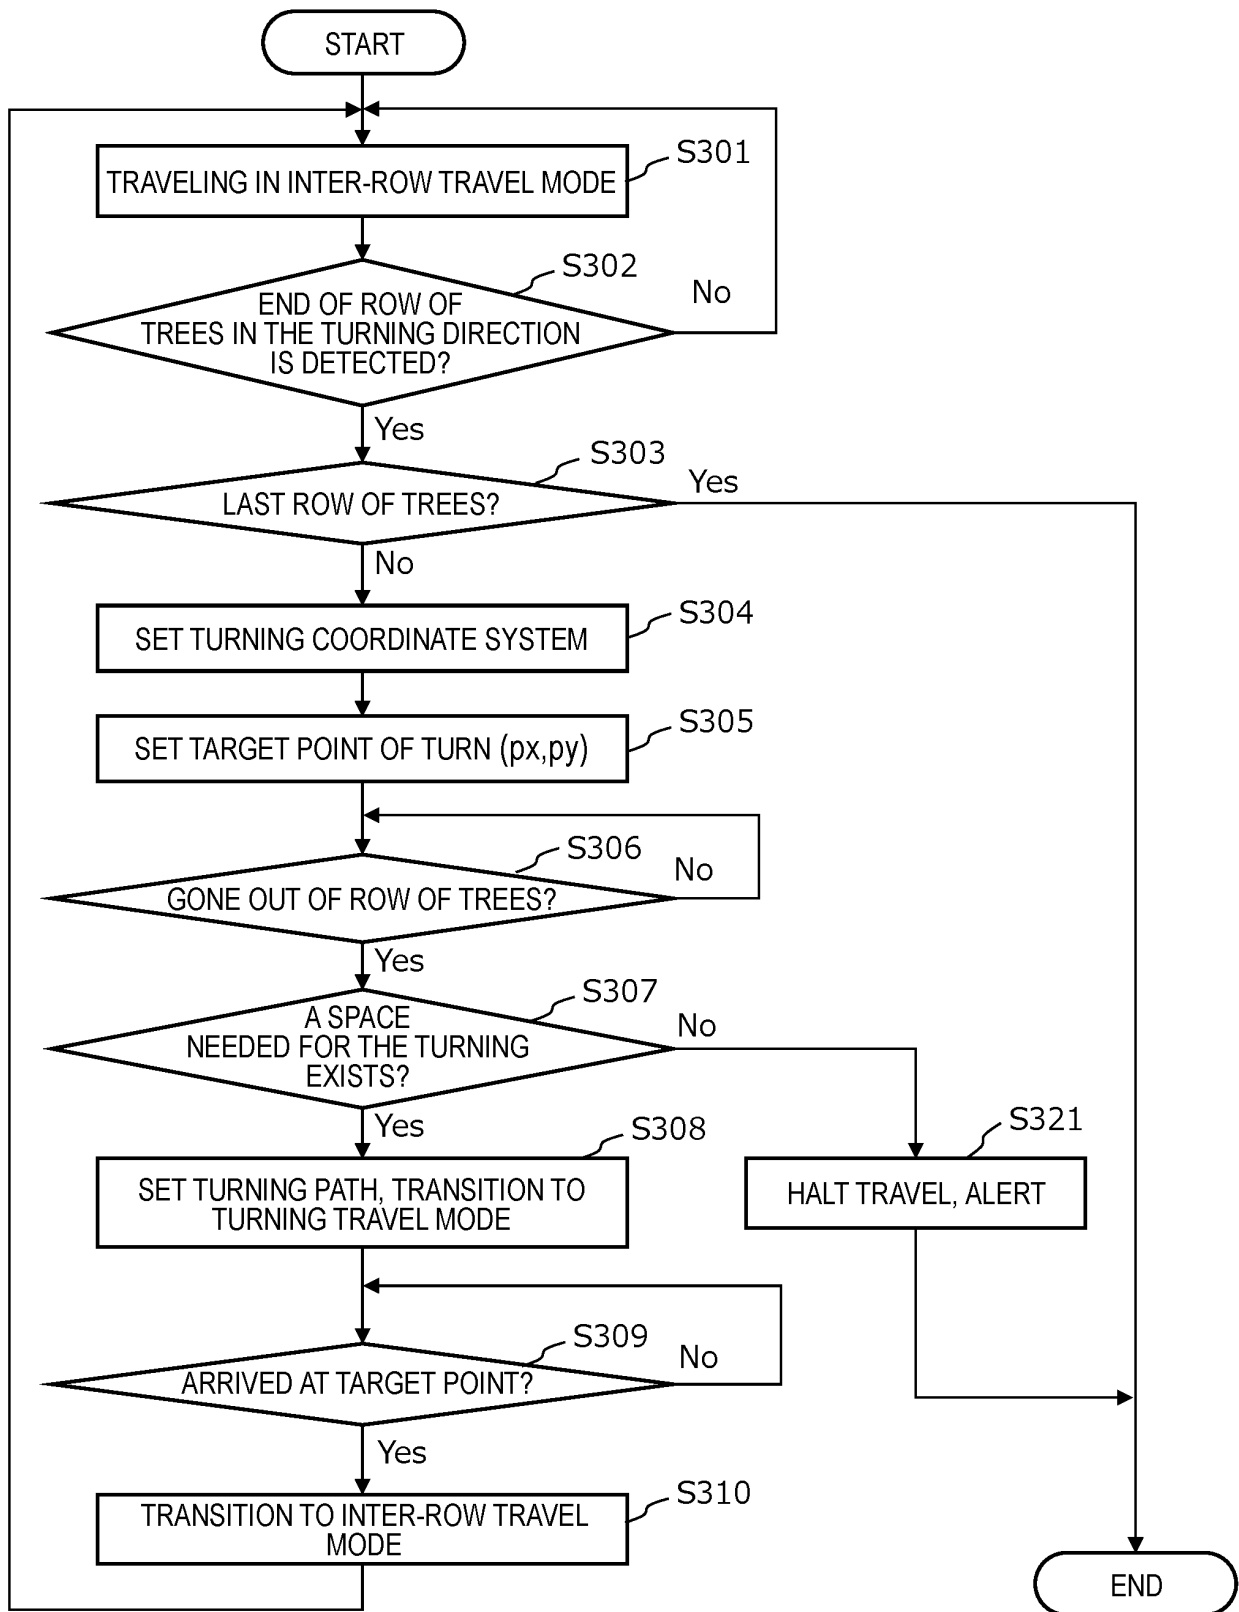 START
TRAVELING IN INTER-ROW TRAVEL MODE
S301
S302
END OF ROW OF
TREES IN THE TURNING DIRECTION
IS DETECTED?
No
Yes
S303
LAST ROW OF TREES?
Yes
No
S304
SET TURNING COORDINATE SYSTEM
S305
SET TARGET POINT OF TURN (px,py)
S306
GONE OUT OF ROW OF TREES?
No
Yes
S307
A SPACE
NEEDED FOR THE TURNING
EXISTS?
No
Yes
S308
SET TURNING PATH, TRANSITION TO
TURNING TRAVEL MODE
S321
HALT TRAVEL, ALERT
S309
ARRIVED AT TARGET POINT?
No
Yes
S310
TRANSITION TO INTER-ROW TRAVEL
MODE
END